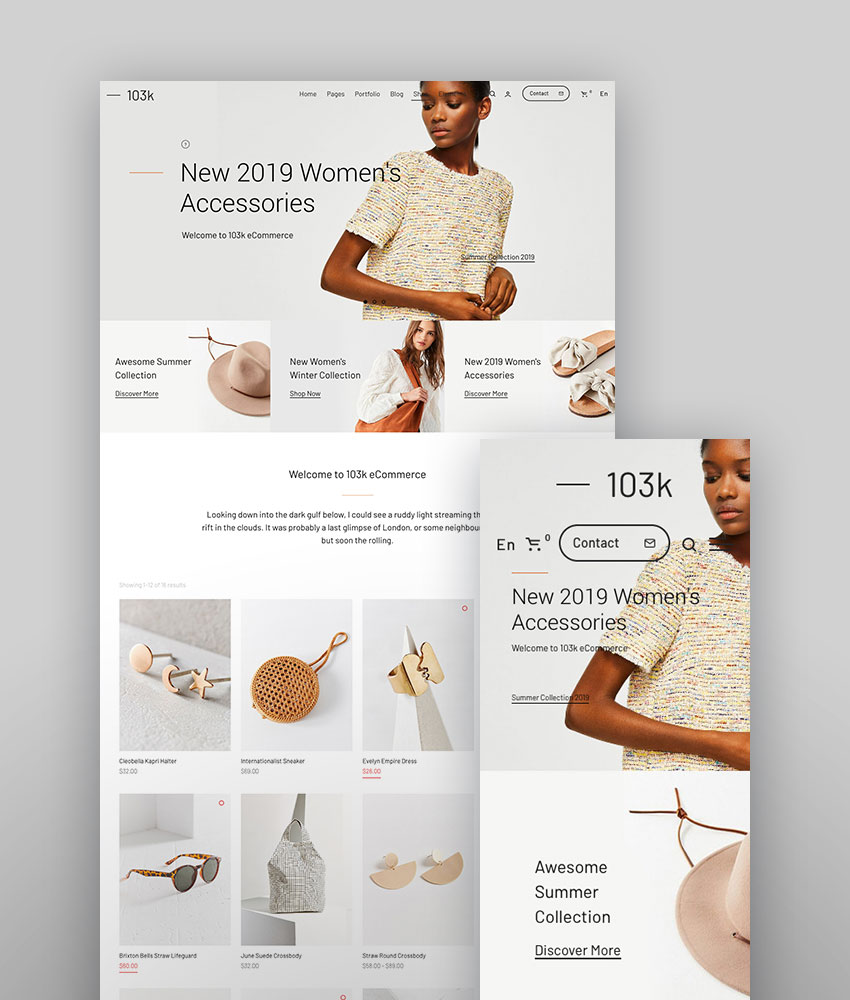 103k
Home Pages Portfolio Blog
Contact
0 En
New 2019 Women's
Accessories
Welcome to 103k eCommerce
Summer Collection 2019
Awesome Summer
Collection
Discover More
New Women's
Winter Collection
Shop Now
New 2019 Women's
Accessories
Discover More
Welcome to 103k eCommerce
Looking down into the dark gulf below, I could see a ruddy light streaming
rift in the clouds. It was probably a last glimpse of London, or some
but soon the rolling.
Showing 1-12 of 16 results
Cleobella Kapri Halter
$32.00
Internationalist Sneaker
$69.00
Evelyn Empire Dress
$26.00
Brixton Bells Straw Lifeguard
$60.00
June Suede Crossbody
$32.00
Straw Round Crossbody
$58.00 - $89.00
103k
En 0 Contact
New 2019 Women's
Accessories
Welcome to 103k eCommerce
Summer Collection 2019
Awesome
Summer
Collection
Discover More